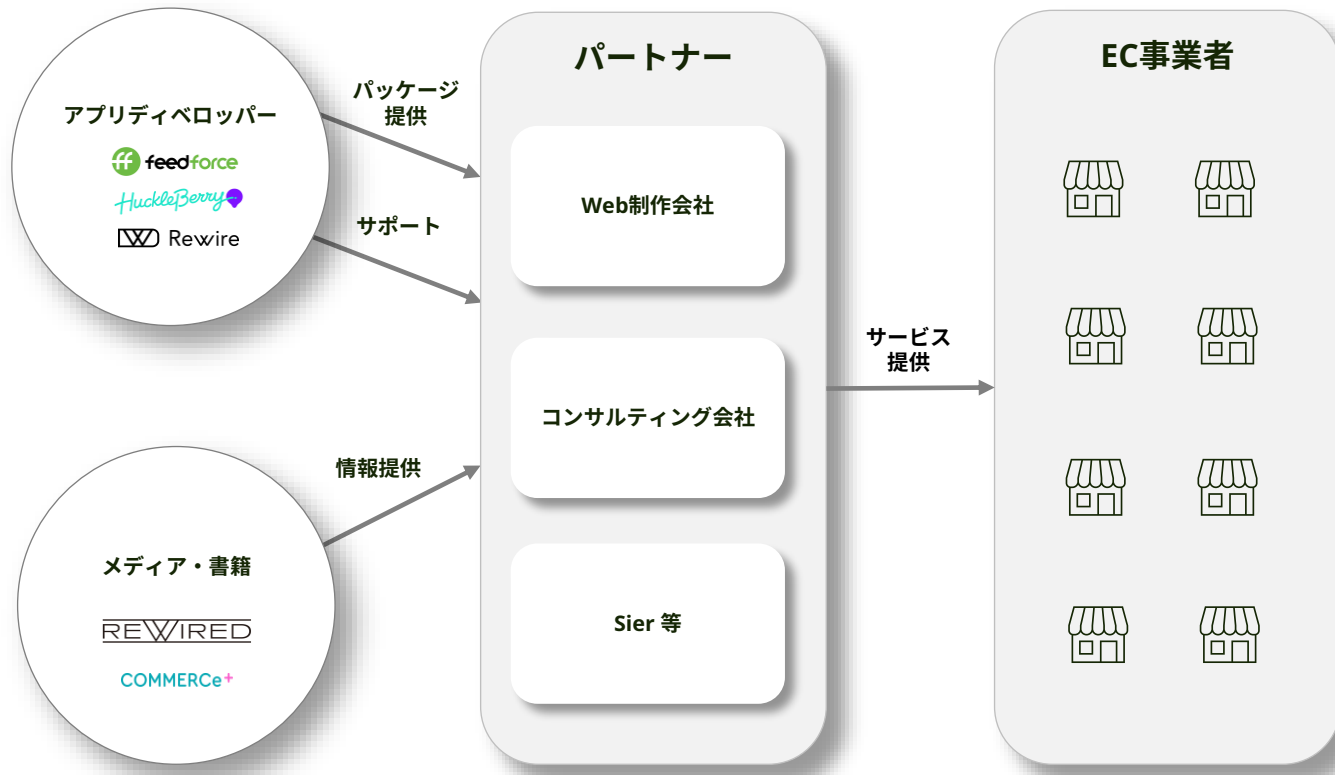 アプリディベロッパー
feedforce
HuckleBerry
Rewire
パッケージ
提供
サポート
メディア・書籍
REWIRED
COMMERCe+
情報提供
パートナー
Web制作会社
コンサルティング会社
Sier 等
サービス
提供
EC事業者